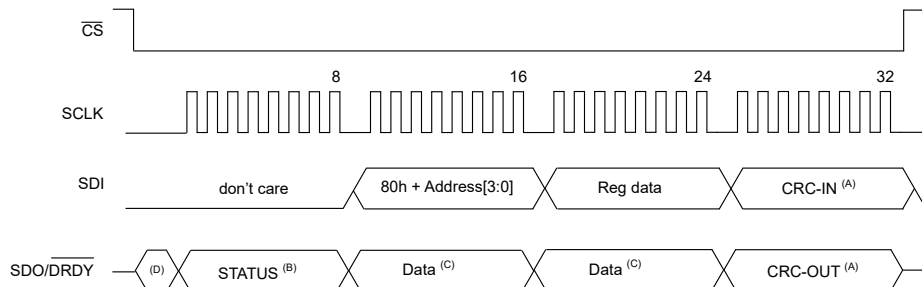 CS
8 16 24 32
SCLK
SDI don't care 80h + Address[3:0] Reg data CRC-IN (A)
SDO/DRDY (D) STATUS (B) Data (C) Data (C) CRC-OUT (A)